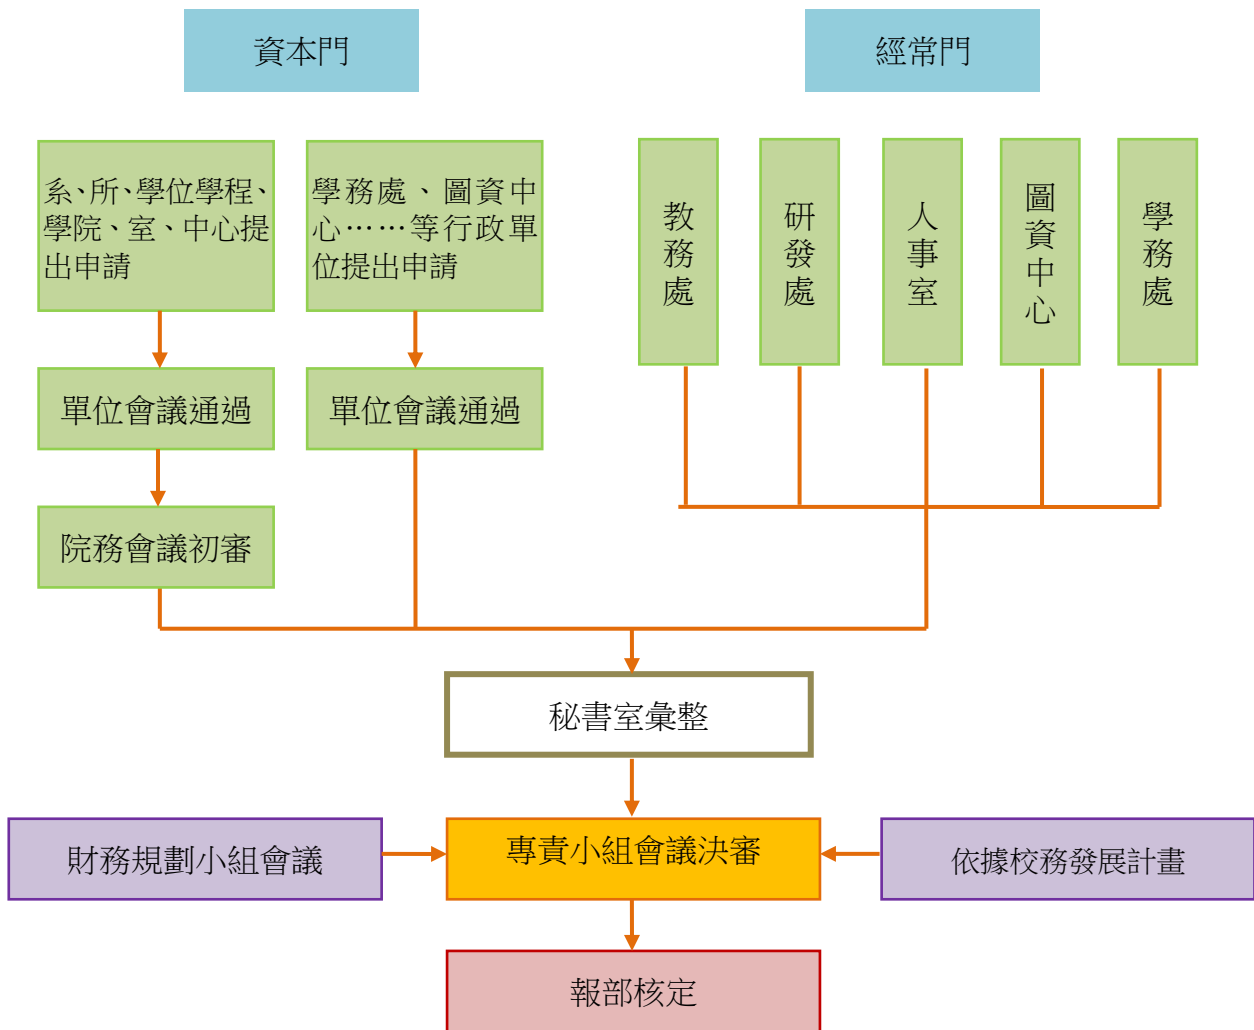 資本門
經常門
系、所、學位學程、
學院、室、中心提
出申請
學務處、圖資中
心……等行政單
位提出申請
教務處
研發處
人事室
圖資中心
學務處
單位會議通過
單位會議通過
院務會議初審
秘書室彙整
財務規劃小組會議
專責小組會議決審
依據校務發展計畫
報部核定